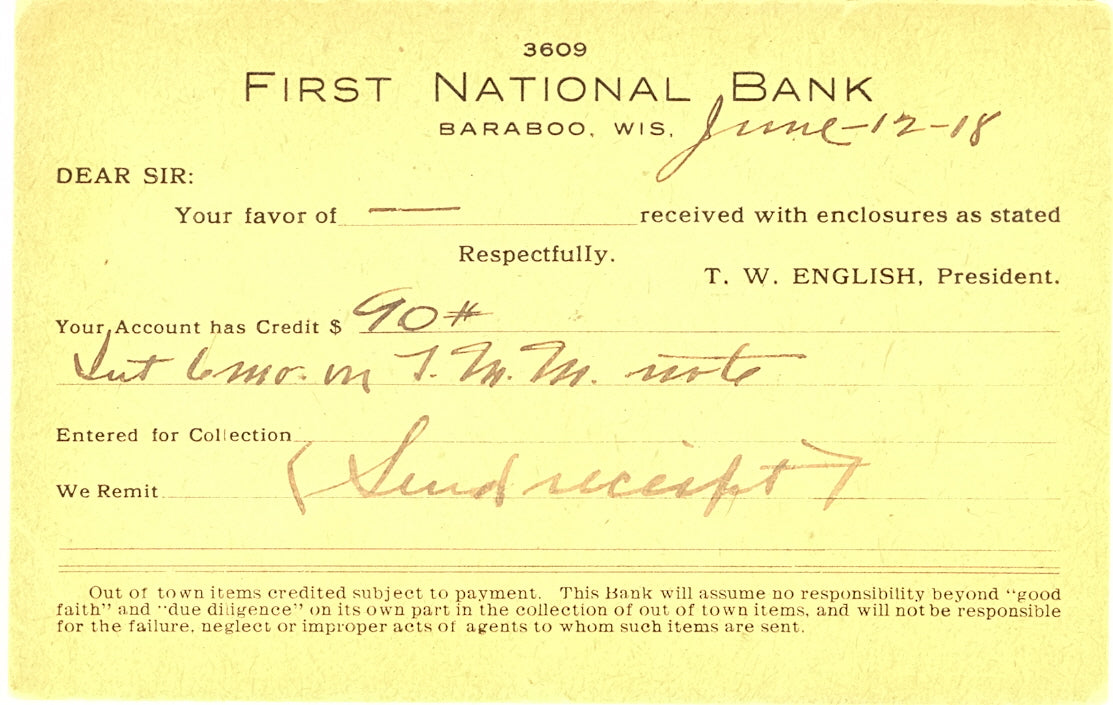 3609
FIRST NATIONAL BANK
BARABOO, WIS, June-12-18
DEAR SIR:
Your favor of — received with enclosures as stated
Respectfully.
T. W. ENGLISH, President.
Your Account has Credit $ 90#
Int 6 mo. on T. M. M. note
Entered for Collection
We Remit (Send receipt)
Out of town items credited subject to payment. This Bank will assume no responsibility beyond "good
faith" and "due diligence" on its own part in the collection of out of town items, and will not be responsible
for the failure, neglect or improper acts of agents to whom such items are sent.